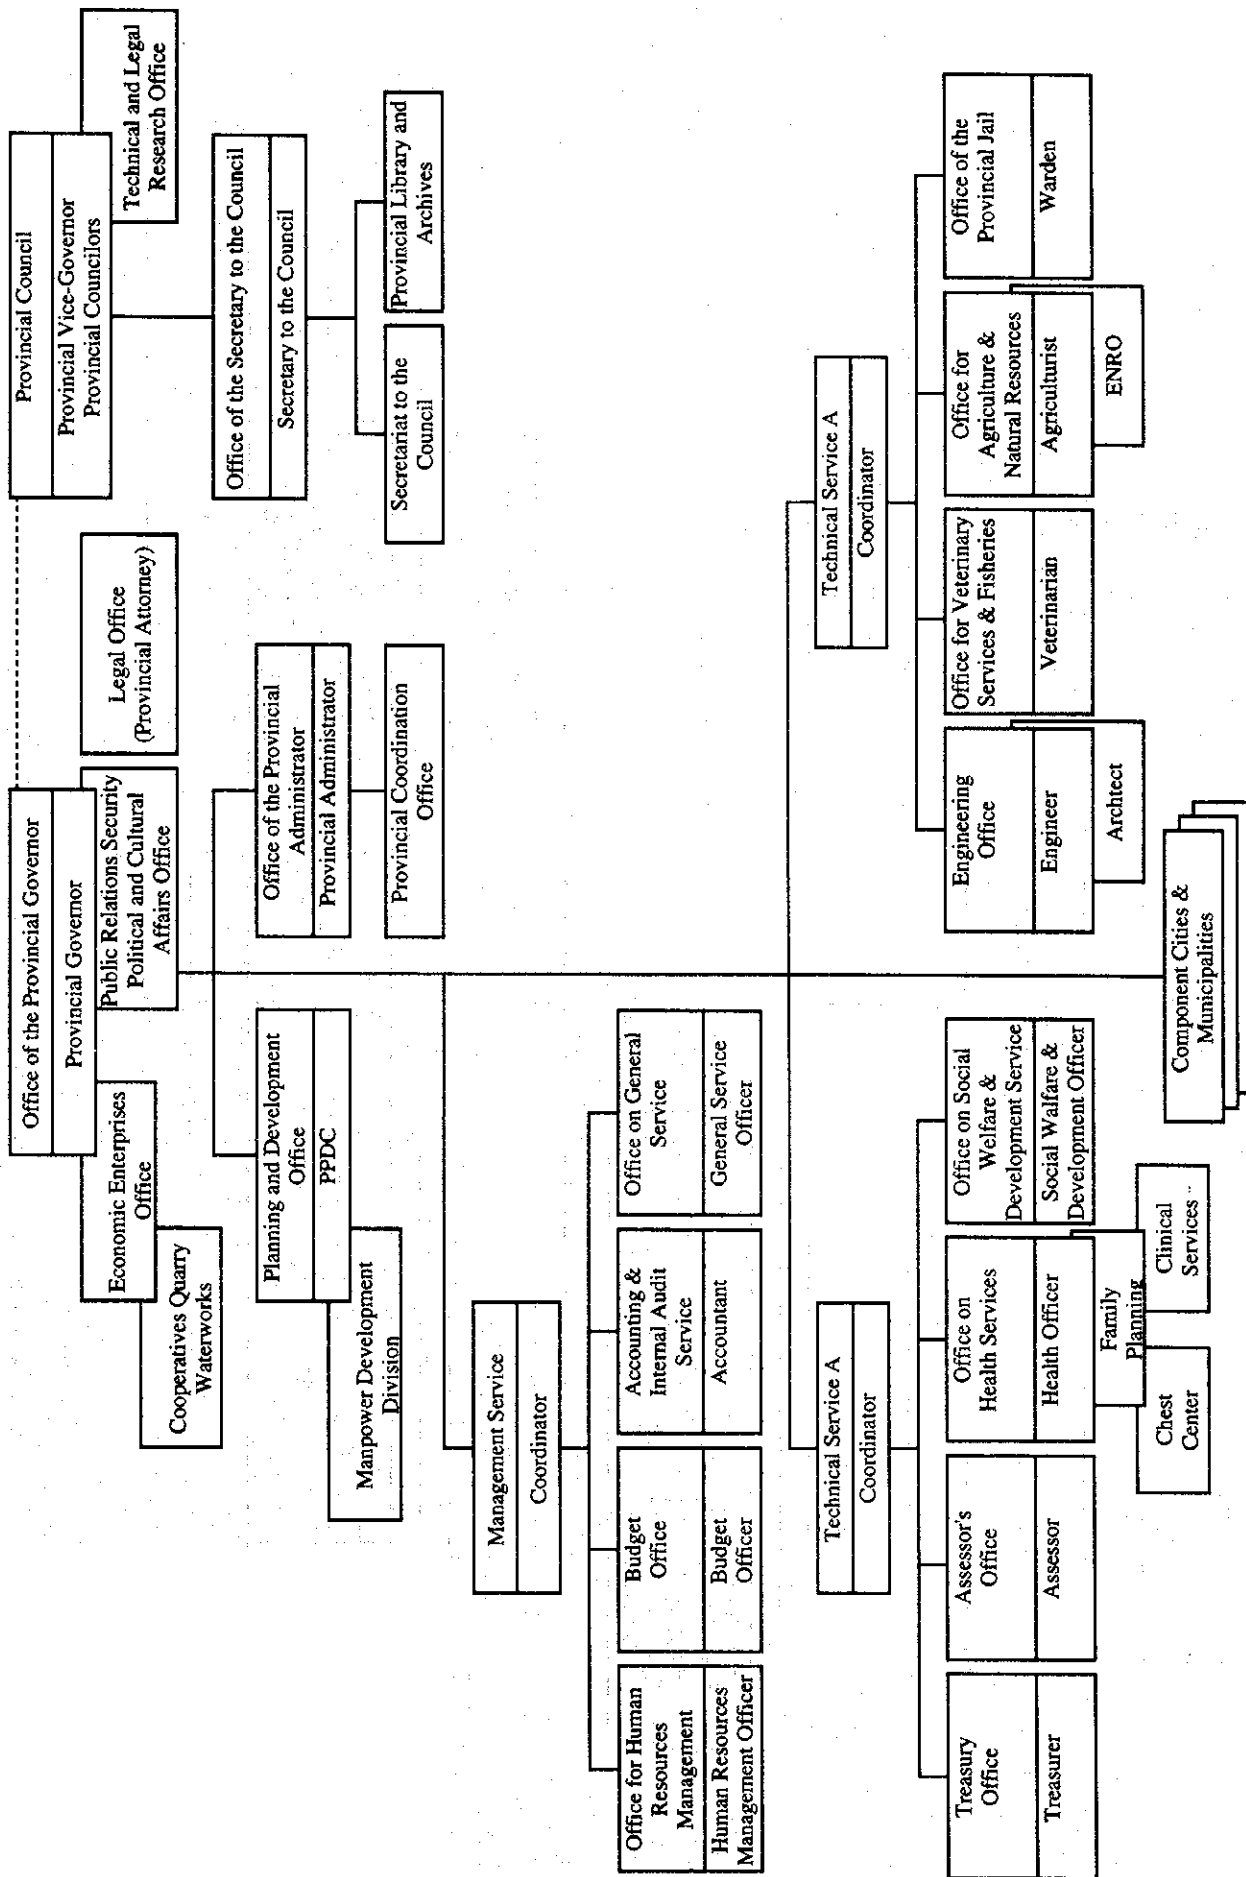 Office of the Provincial Governor
Provincial Governor
Economic Enterprises
Office
Cooperatives Quarry
Waterworks
Public Relations Security
Political and Cultural
Affairs Office
Legal Office
(Provincial Attorney)
Provincial Council
Provincial Vice-Governor
Provincial Councilors
Technical and Legal
Research Office
Office of the Secretary to the Council
Secretary to the Council
Secretariat to the
Council
Provincial Library and
Archives
Planning and Development
Office
PPDC
Manpower Development
Division
Office of the Provincial
Administrator
Provincial Administrator
Provincial Coordination
Office
Management Service
Coordinator
Office for Human
Resources
Management
Human Resources
Management Officer
Budget
Office
Budget
Officer
Accounting &
Internal Audit
Service
Accountant
Office on General
Service
General Service
Officer
Technical Service A
Coordinator
Treasury
Office
Treasurer
Assessor's
Office
Assessor
Office on
Health Services
Health Officer
Family
Planning
Chest
Center
Clinical
Services
Office on Social
Welfare &
Development Service
Social Walfare &
Development Officer
Technical Service A
Coordinator
Engineering
Office
Engineer
Archtect
Office for Veterinary
Services & Fisheries
Veterinarian
Office for
Agriculture &
Natural Resources
Agriculturist
ENRO
Office of the
Provincial Jail
Warden
Component Cities &
Municipalities